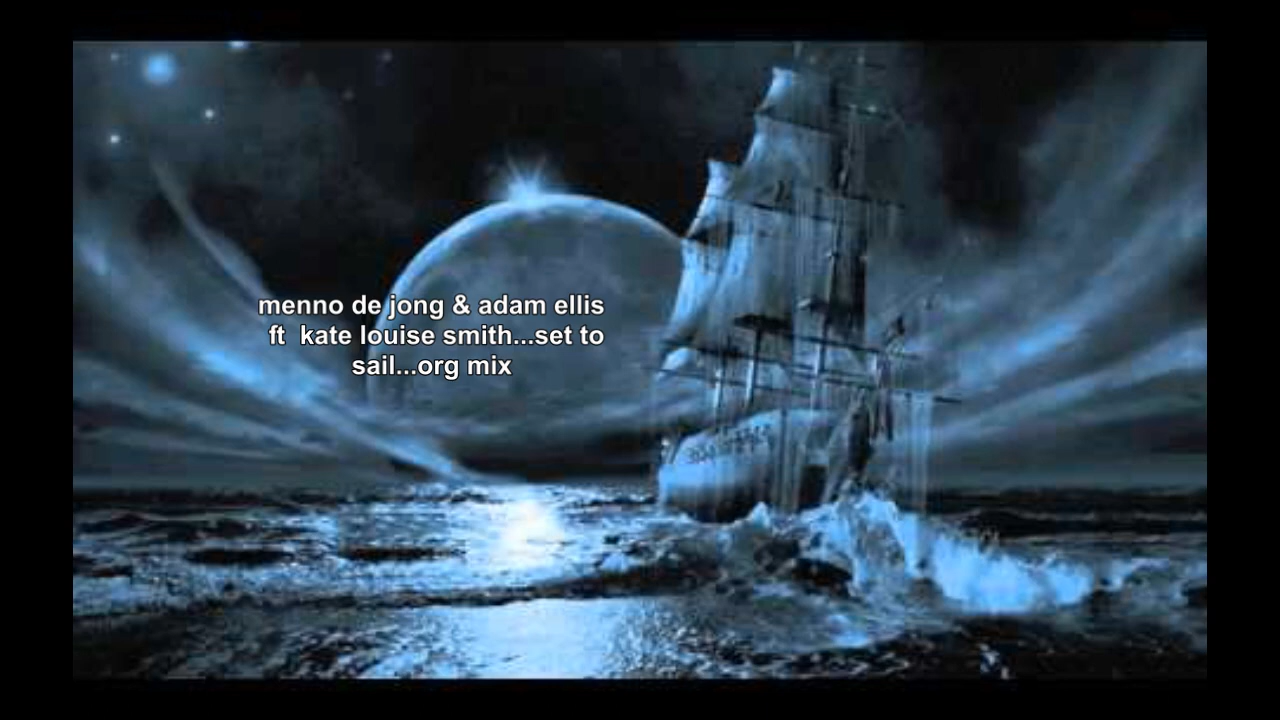 menno de jong & adam ellis
ft  kate louise smith...set to
sail...org mix